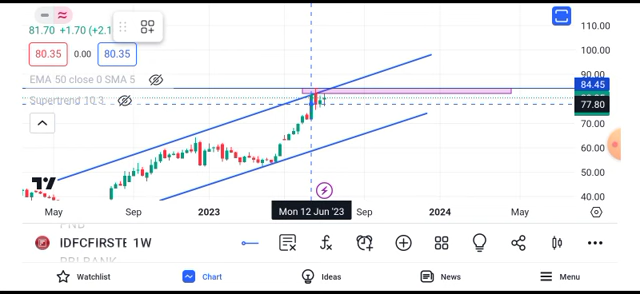 81.70 +1.70 (+2.1
80.35 0.00 80.35
EMA 50 close 0 SMA 5
Supertrend 10 3
110.00
100.00
90.00
84.45
77.80
70.00
60.00
50.00
40.00
May Sep 2023 Mon 12 Jun '23 Sep 2024 May
IDFCFIRSTE 1W
Watchlist Chart Ideas News Menu